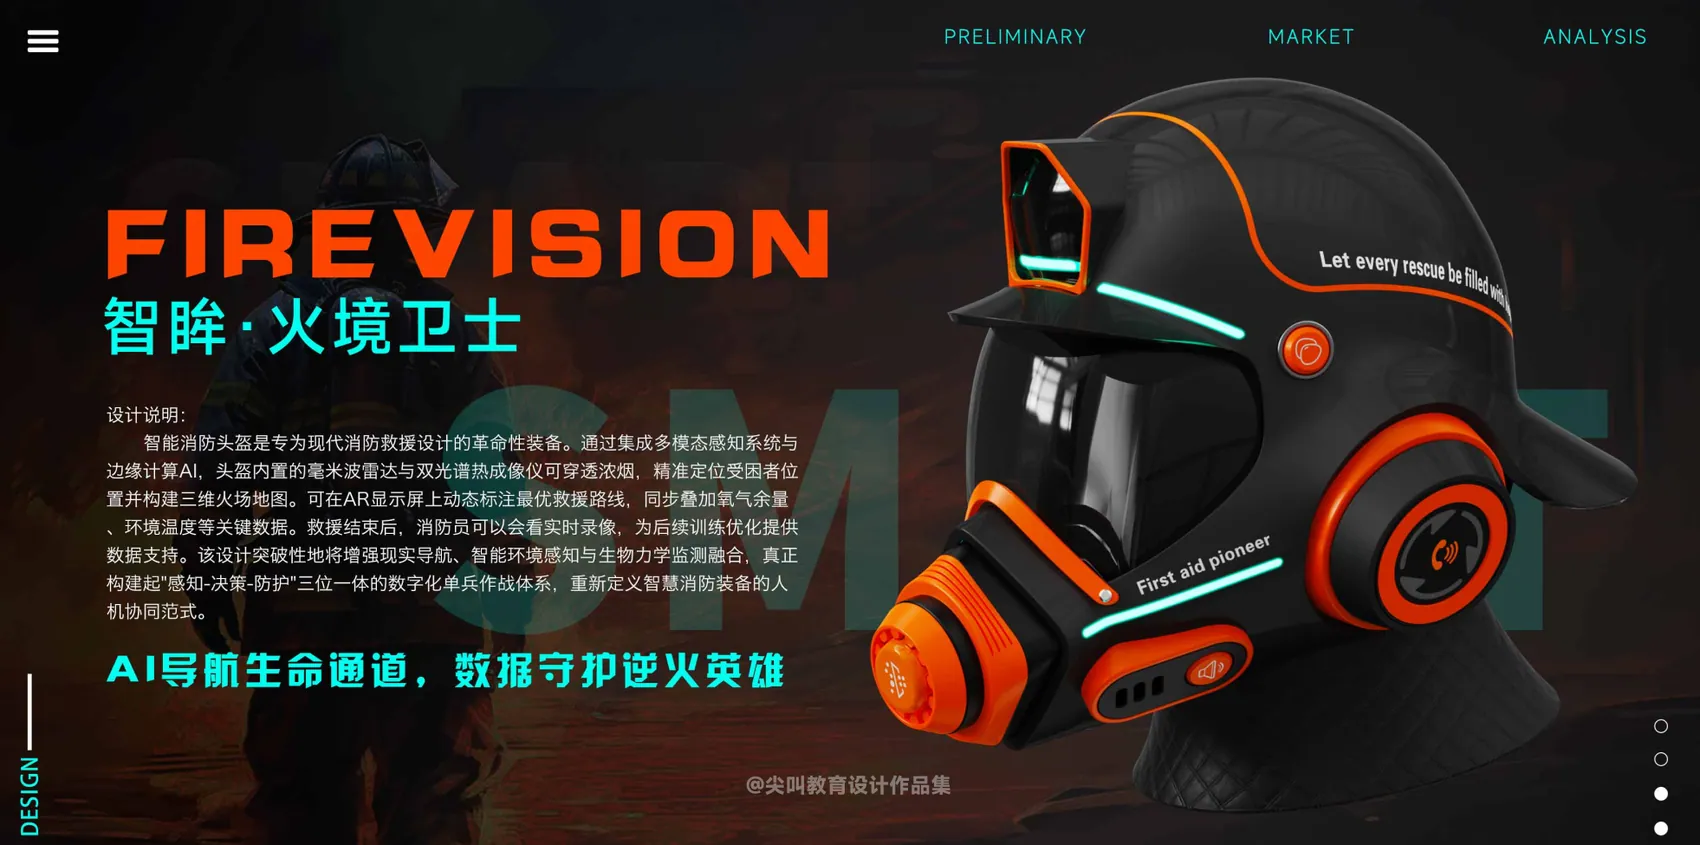 PRELIMINARY
MARKET
ANALYSIS
FIREVISION
智眸·火境卫士
设计说明:
智能消防头盔是专为现代消防救援设计的革命性装备。通过集成多模态感知系统与
边缘计算AI，头盔内置的毫米波雷达与双光谱热成像仪可穿透浓烟，精准定位受困者位
置并构建三维火场地图。可在AR显示屏上动态标注最优救援路线，同步叠加氧气余量
、环境温度等关键数据。救援结束后，消防员可以会看实时录像，为后续训练优化提供
数据支持。该设计突破性地将增强现实导航、智能环境感知与生物力学监测融合，真正
构建起"感知-决策-防护"三位一体的数字化单兵作战体系，重新定义智慧消防装备的人
机协同范式。
AI导航生命通道，数据守护逆火英雄
Let every rescue be filled with
First aid pioneer
DESIGN
@尖叫教育设计作品集